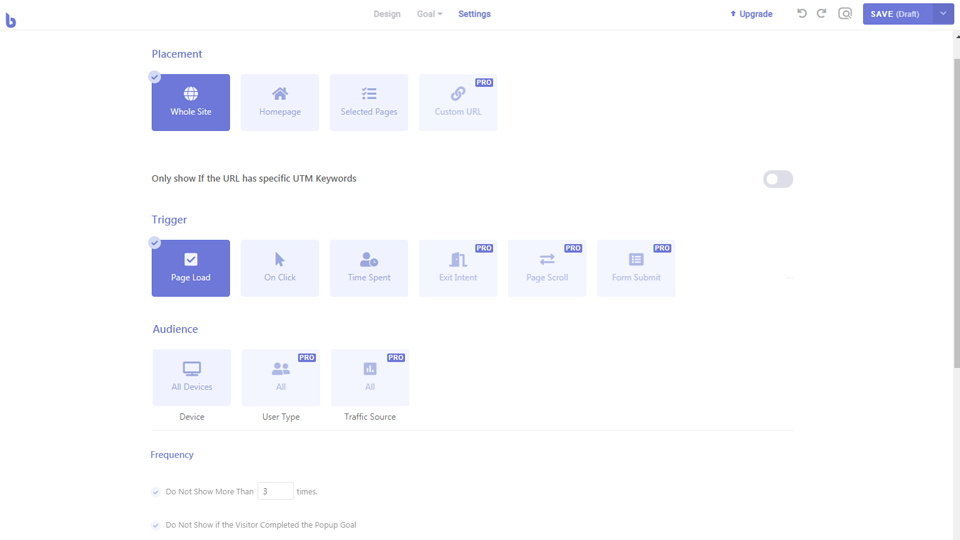 Design Goal Settings Upgrade SAVE (Draft)
Placement
PRO
Whole Site Homepage Selected Pages Custom URL
Only show If the URL has specific UTM Keywords
Trigger
PRO PRO PRO
Page Load On Click Time Spent Exit Intent Page Scroll Form Submit
Audience
PRO PRO
All Devices All All
Device User Type Traffic Source
Frequency
Do Not Show More Than 3 times.
Do Not Show if the Visitor Completed the Popup Goal